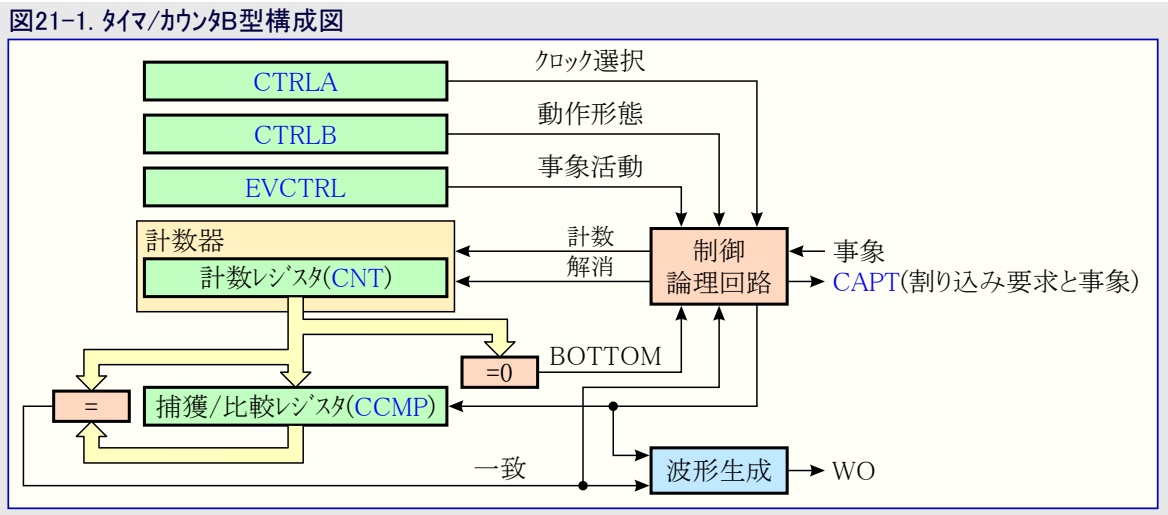 図21-1. タイマ/カウンタB型構成図
CTRLA
クロック選択
CTRLB
動作形態
EVCTRL
事象活動
計数器
計数レジスタ(CNT)
計数
解消
制御
論理回路
事象
CAPT(割り込み要求と事象)
=0
BOTTOM
=
捕獲/比較レジスタ(CCMP)
一致
波形生成
WO